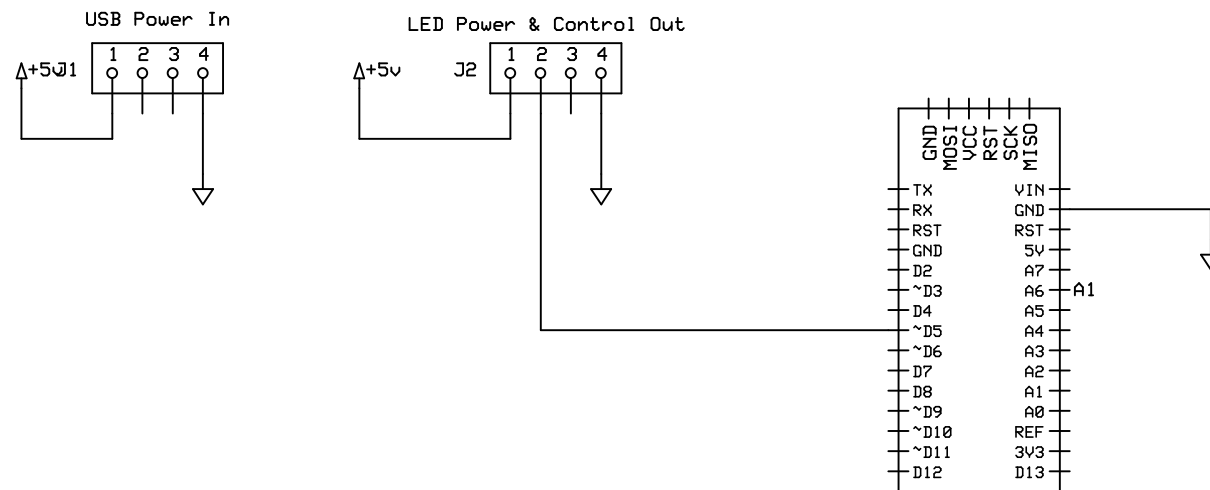 USB Power In
+5v J1
1 2 3 4
LED Power & Control Out
+5v J2
1 2 3 4
GND
MOSI
VCC
RST
SCK
MISO
TX VIN
RX GND
RST RST
GND 5V
D2 A7
~D3 A6 A1
D4 A5
~D5 A4
~D6 A3
D7 A2
D8 A1
~D9 A0
~D10 REF
~D11 3V3
D12 D13